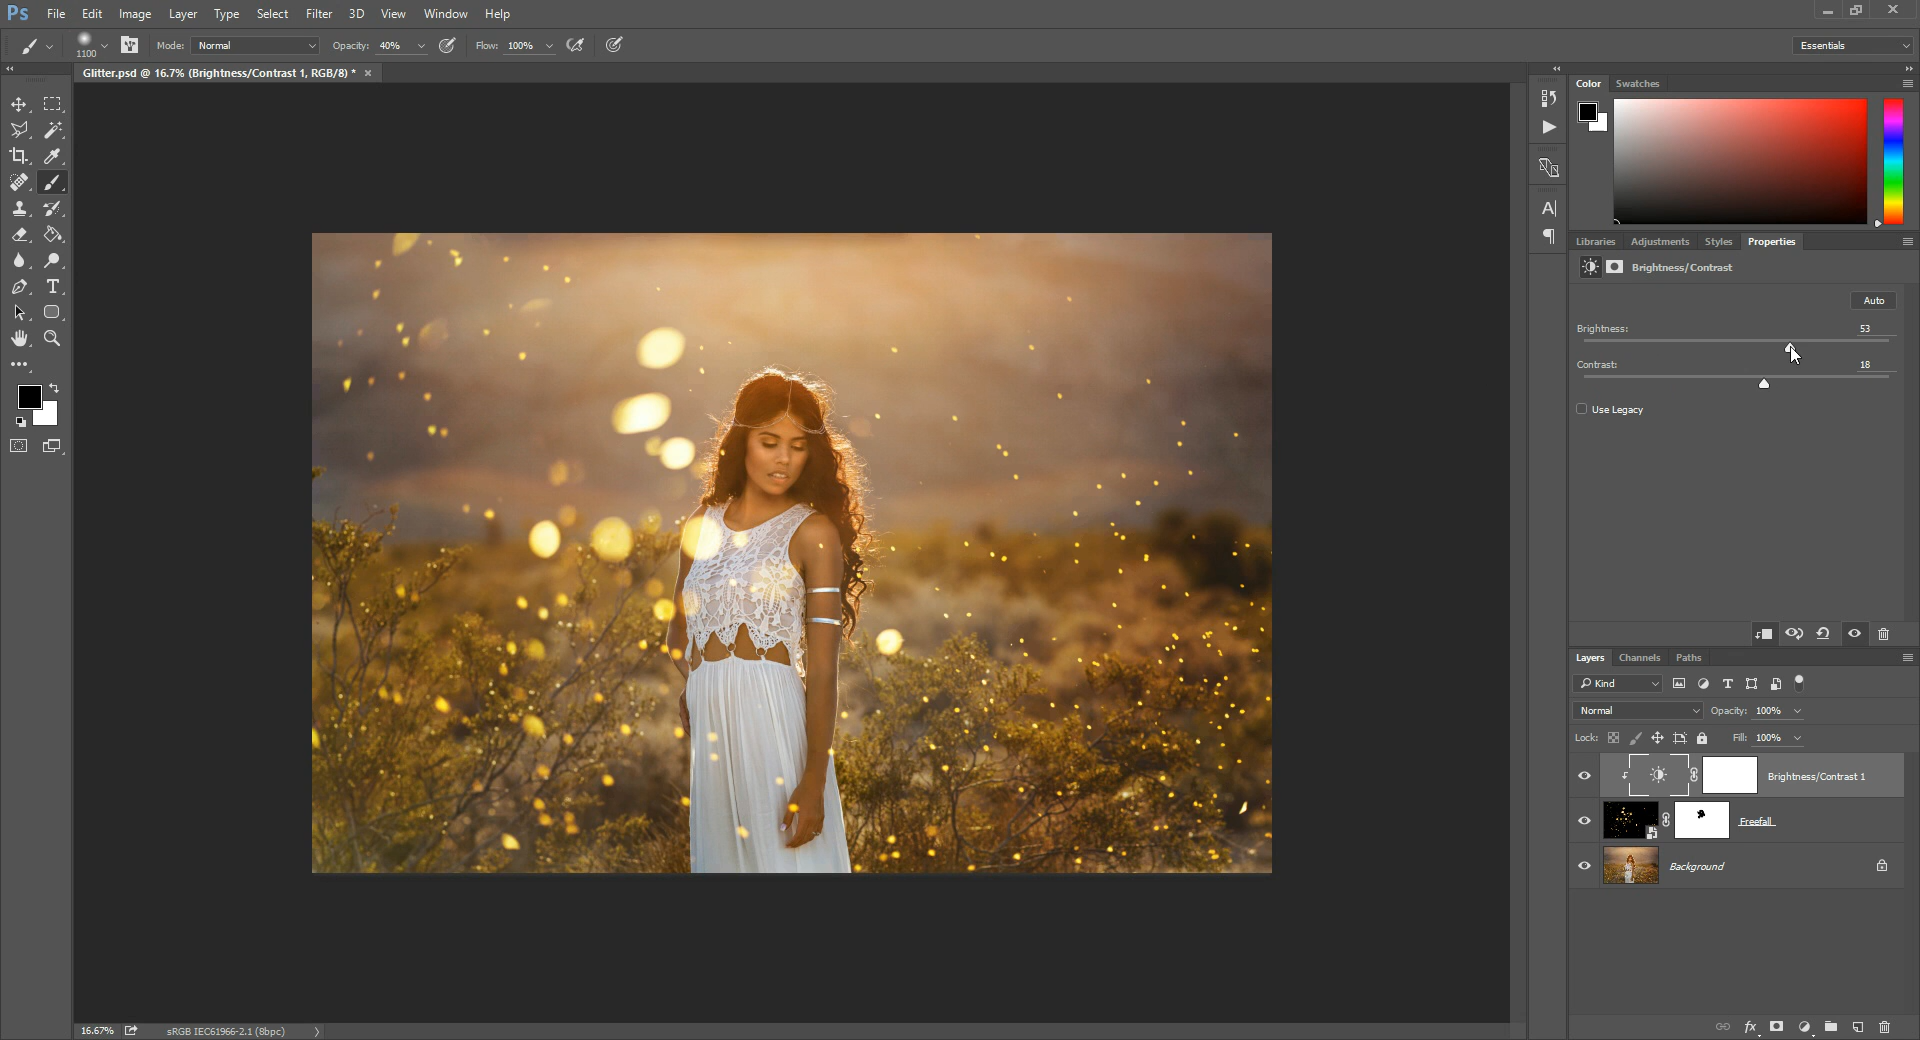 Ps File Edit Image Layer Type Select Filter 3D View Window Help
1100 Mode: Normal Opacity: 40% Flow: 100% Essentials
Glitter.psd @ 16.7% (Brightness/Contrast 1, RGB/8) * ×
Color Swatches
Libraries Adjustments Styles Properties
Brightness/Contrast
Auto
Brightness: 53
Contrast: 18
Use Legacy
Layers Channels Paths
Kind
Normal Opacity: 100%
Lock: Fill: 100%
Brightness/Contrast 1
Freefall
Background
fx
16.67% sRGB IEC61966-2.1 (8bpc)